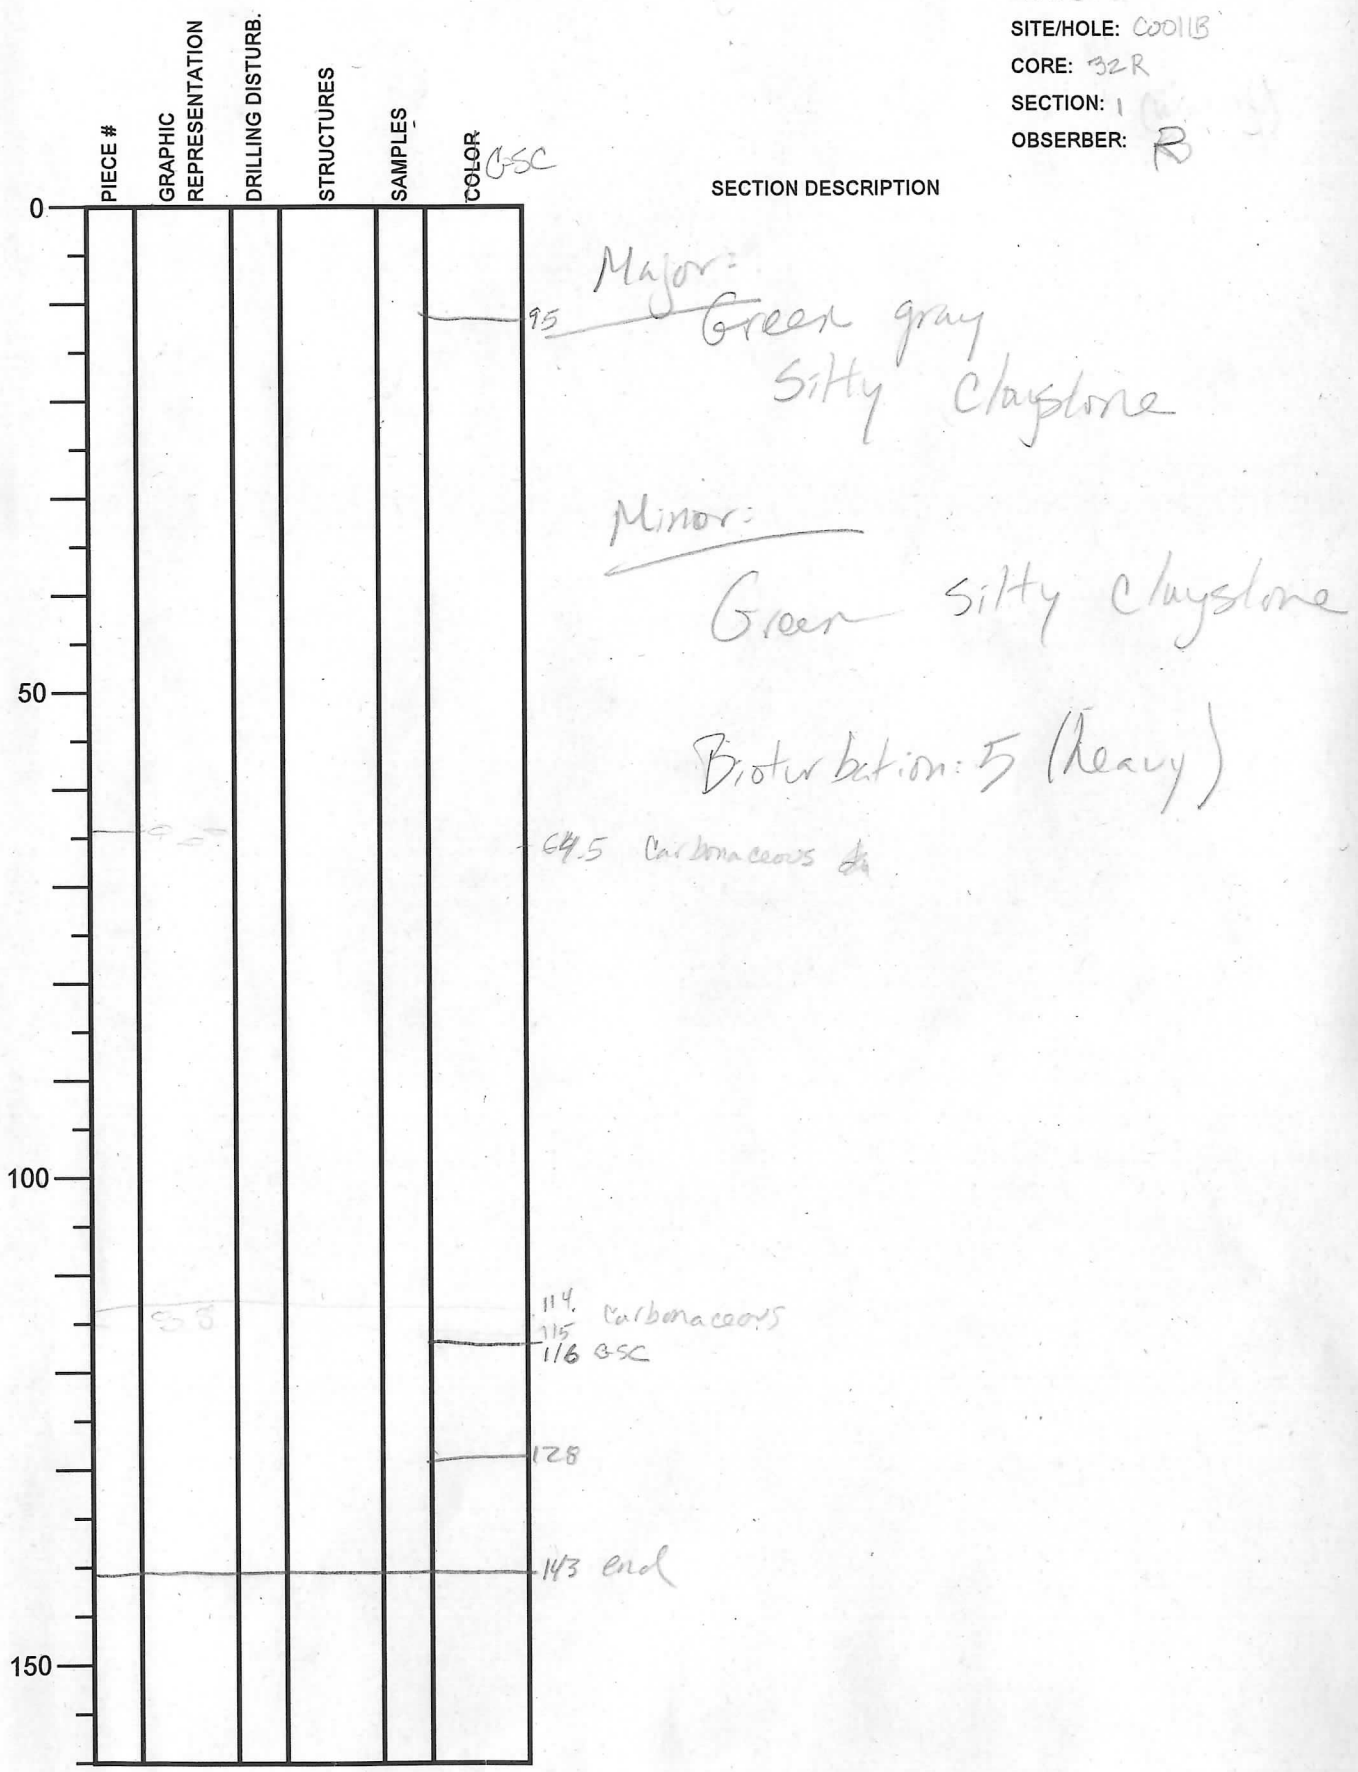 SITE/HOLE: C0011B
CORE: 32R
SECTION: 1
OBSERBER:
PIECE #
GRAPHIC
REPRESENTATION
DRILLING DISTURB.
STRUCTURES
SAMPLES
COLOR GSC
SECTION DESCRIPTION
0
Major:
95
Green gray
Silty Claystone
Minor:
Green silty claystone
50
Bioturbation: 5 (heavy)
64.5 Carbonaceous
100
114. Carbonaceous
115
116 GSC
128
143 end
150